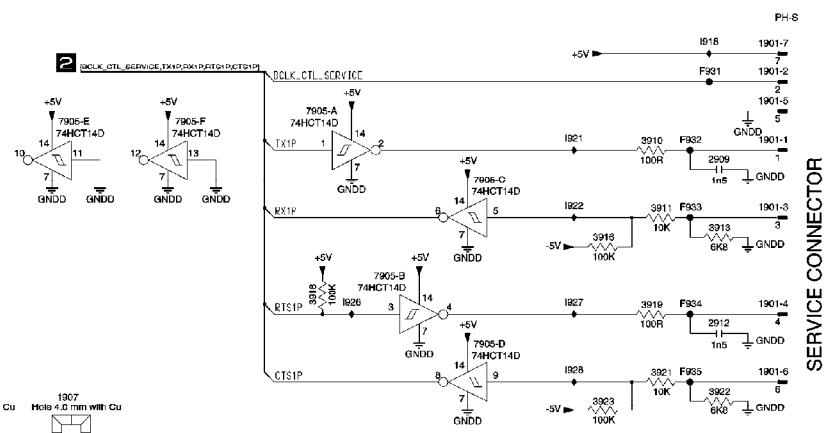 PH-S
2
[BCLK_CTL_SERVICE,TX1P,RX1P,RTS1P,CTS1P]
+5V
I918
1901-7
7
BCLK_CTL_SERVICE
F931
1901-2
2
1901-5
5
GNDD
+5V
7905-E
74HCT14D
14
10
11
7
GNDD
GNDD
+5V
7905-F
74HCT14D
14
12
13
7
GNDD
GNDD
+5V
7905-A
74HCT14D
14
TX1P
1
2
7
GNDD
I921
3910
100R
F932
1901-1
1
2909
1n5
GNDD
+5V
7905-C
74HCT14D
14
RX1P
6
5
7
GNDD
I922
3911
10K
F933
1901-3
3
-5V
3916
100K
3913
6K8
GNDD
+5V
3918
100K
I926
+5V
7905-B
74HCT14D
14
RTS1P
3
4
7
GNDD
I927
3919
100R
F934
1901-4
4
2912
1n5
GNDD
+5V
7905-D
74HCT14D
14
CTS1P
8
9
7
GNDD
I928
3921
10K
F935
1901-6
6
-5V
3923
100K
3922
6K8
GNDD
SERVICE CONNECTOR
Cu
1907
Hole 4.0 mm with Cu